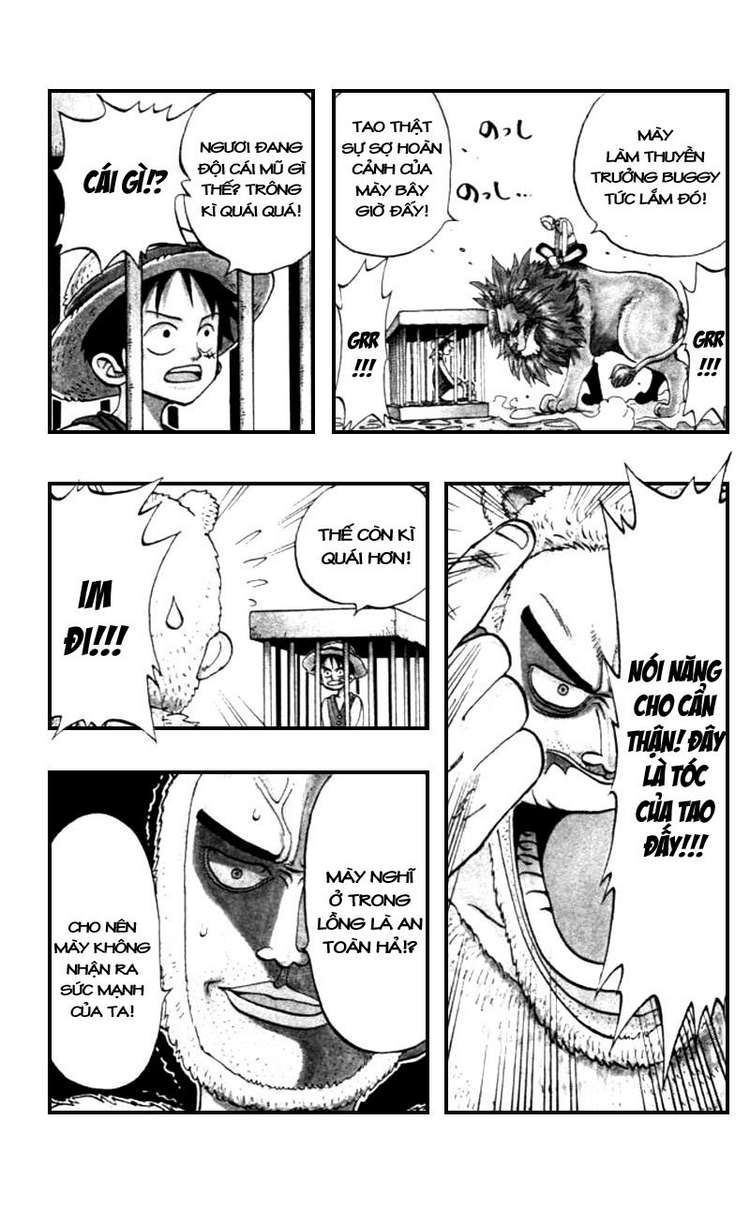 MÀY
LÀM THUYỀN
TRƯỞNG BUGGY
TỨC LẮM ĐÓ!
のっし
のっし...
TAO THẬT
SỰ SỢ HOÀN
CẢNH CỦA
MÀY BÂY
GIỜ ĐẤY!
GRR
!!!
GRR
!!!
NGƯƠI ĐANG
ĐỘI CÁI MŨ GÌ
THẾ? TRÔNG
KÌ QUÁI QUÁ!
CÁI GÌ!?
NÓI NĂNG
CHO CẨN
THẬN! ĐÂY
LÀ TÓC
CỦA TAO
ĐẤY!!!
THẾ CÒN KÌ
QUÁI HƠN!
IM
ĐI!!!
MÀY NGHĨ
Ở TRONG
LỒNG LÀ AN
TOÀN HẢ!?
CHO NÊN
MÀY KHÔNG
NHẬN RA
SỨC MẠNH
CỦA TA!